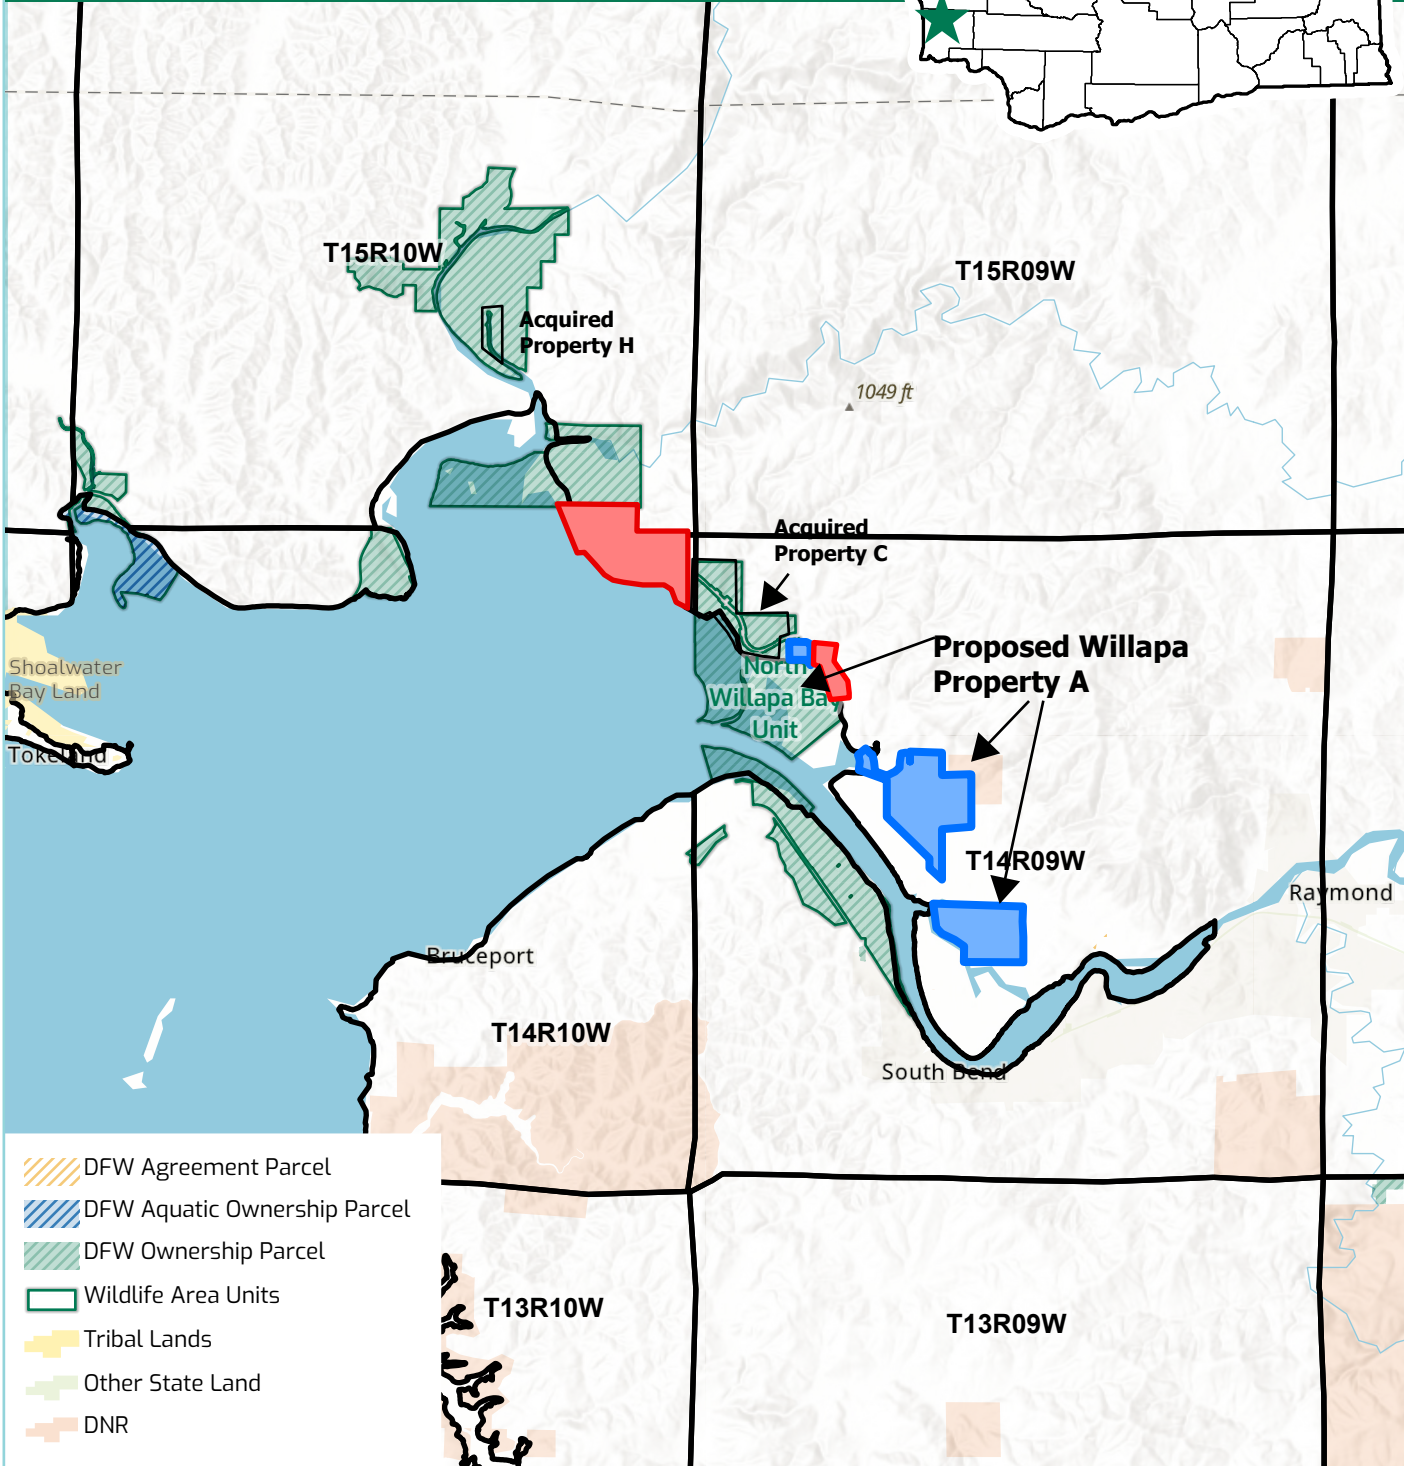 T15R10W
T15R09W
Acquired
Property H
1049 ft
Acquired
Property C
Proposed Willapa
Property A
Shoalwater
Bay Land
North
Willapa Bay
Unit
Tokeland
T14R09W
Raymond
Bruceport
T14R10W
South Bend
DFW Agreement Parcel
DFW Aquatic Ownership Parcel
DFW Ownership Parcel
Wildlife Area Units
Tribal Lands
Other State Land
DNR
T13R10W
T13R09W